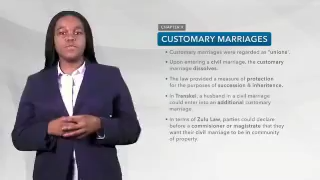 CHAPTER 9
CUSTOMARY MARRIAGES
• Customary marriages were regarded as 'unions'.
• Upon entering a civil marriage, the customary
marriage dissolves.
• The law provided a measure of protection
for the purposes of succession & inheritance.
• In Transkei, a husband in a civil marriage
could enter into an additional customary
marriage.
• In terms of Zulu Law, parties could declare
before a commisioner or magistrate that they
want their civil marriage to be in community
of property.